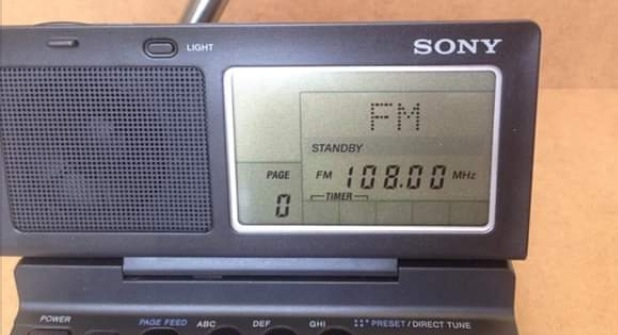 LIGHT
SONY
FM
STANDBY
PAGE
FM 108.00 MHz
0
TIMER
POWER
PAGE FEED ABC DEF GHI PRESET / DIRECT TUNE